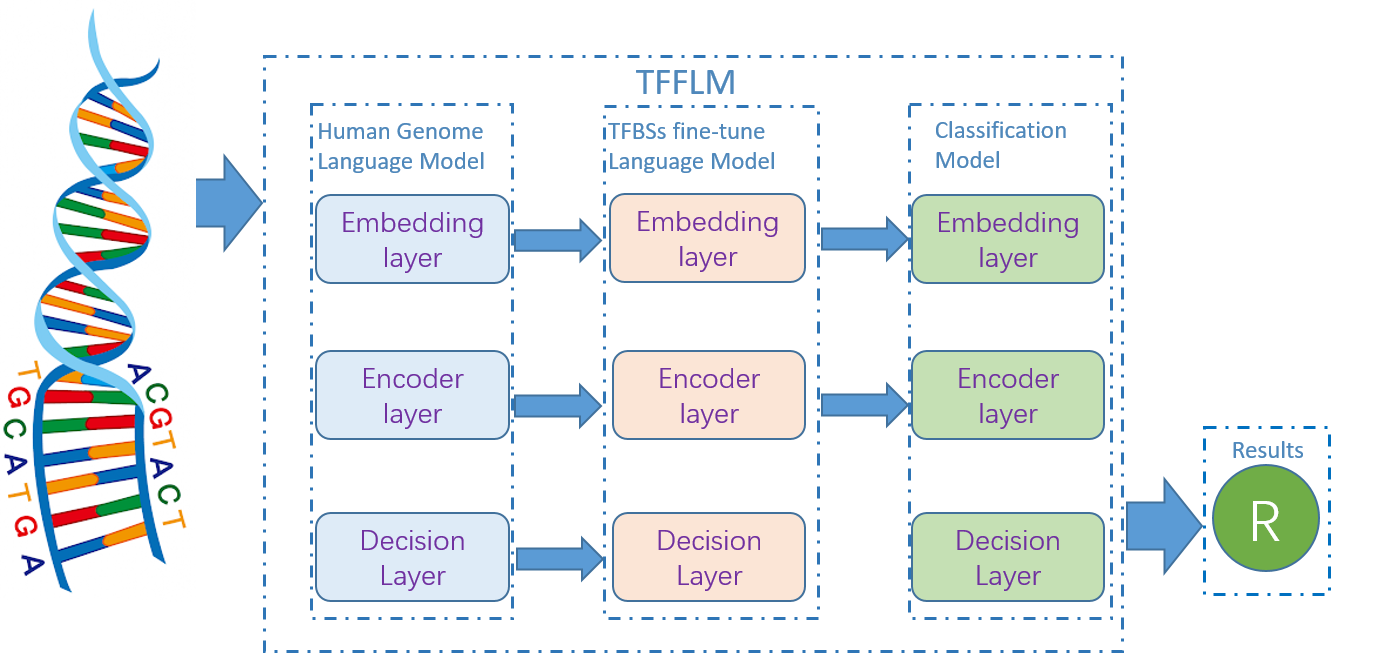 TFFLM
Human Genome
Language Model
TFBSs fine-tune
Language Model
Classification
Model
Embedding
layer
Embedding
layer
Embedding
layer
Encoder
layer
Encoder
layer
Encoder
layer
Decision
Layer
Decision
Layer
Decision
Layer
T
G
C
A
T
G
A
A
C
G
T
A
C
T
Results
R